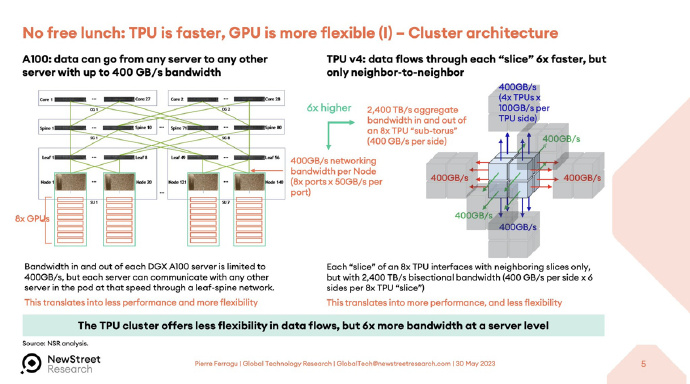 No free lunch: TPU is faster, GPU is more flexible (I) – Cluster architecture
A100: data can go from any server to any other
server with up to 400 GB/s bandwidth
Core 1
...
Core 27
Core 2
...
Core 28
CG 1
CG 2
Spine 1
...
Spine 10
Spine 71
...
Spine 80
SG 1
SG 8
Leaf 1
...
Leaf 8
Leaf 49
...
Leaf 56
Node 1
...
Node 20
Node 121
...
Node 140
SU 1
SU 7
8x GPUs
6x higher
400GB/s networking
bandwidth per Node
(8x ports x 50GB/s per
port)
Bandwidth in and out of each DGX A100 server is limited to
400GB/s, but each server can communicate with any other
server in the pod at that speed through a leaf-spine network.
This translates into less performance and more flexibility
TPU v4: data flows through each “slice” 6x faster, but
only neighbor-to-neighbor
2,400 TB/s aggregate
bandwidth in and out of
an 8x TPU “sub-torus”
(400 GB/s per side)
400GB/s
(4x TPUs x
100GB/s per
TPU side)
400GB/s
400GB/s
400GB/s
400GB/s
400GB/s
Each “slice” of an 8x TPU interfaces with neighboring slices only,
but with 2,400 TB/s bisectional bandwidth (400 GB/s per side x 6
sides per 8x TPU “slice”)
This translates into more performance, and less flexibility
The TPU cluster offers less flexibility in data flows, but 6x more bandwidth at a server level
Source: NSR analysis.
NewStreet
Research
Pierre Ferragu | Global Technology Research | GlobalTech@newstreetresearch.com | 30 May 2023
5